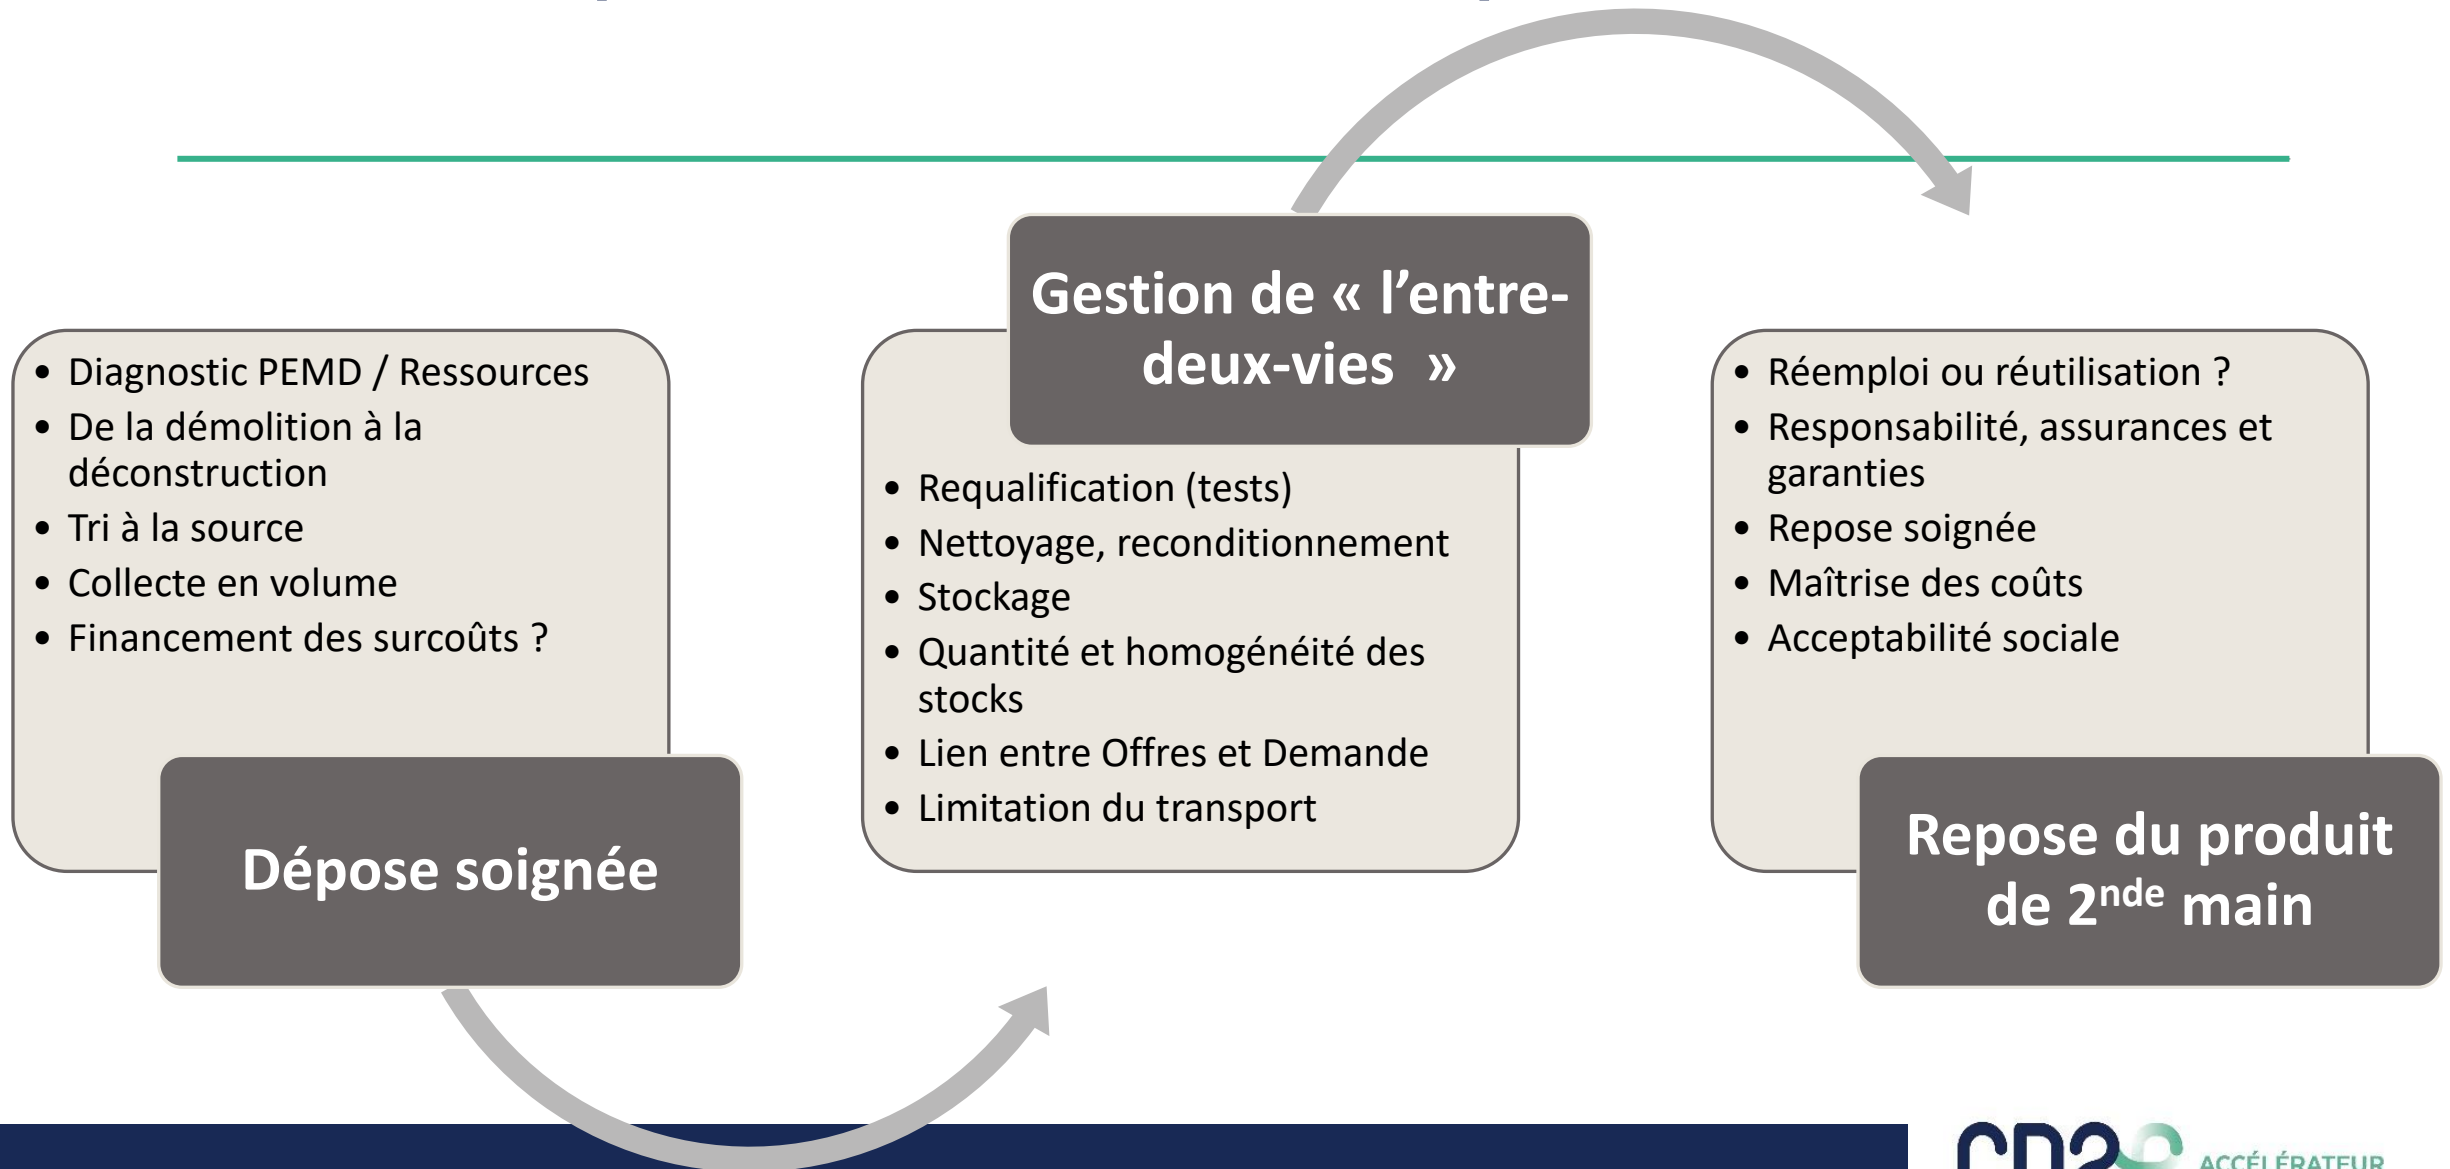 • Diagnostic PEMD / Ressources
• De la démolition à la
déconstruction
• Tri à la source
• Collecte en volume
• Financement des surcoûts ?
Dépose soignée
Gestion de « l’entre-
deux-vies »
• Requalification (tests)
• Nettoyage, reconditionnement
• Stockage
• Quantité et homogénéité des
stocks
• Lien entre Offres et Demande
• Limitation du transport
• Réemploi ou réutilisation ?
• Responsabilité, assurances et
garanties
• Repose soignée
• Maîtrise des coûts
• Acceptabilité sociale
Repose du produit
de 2nde main
ACCÉLÉRATEUR